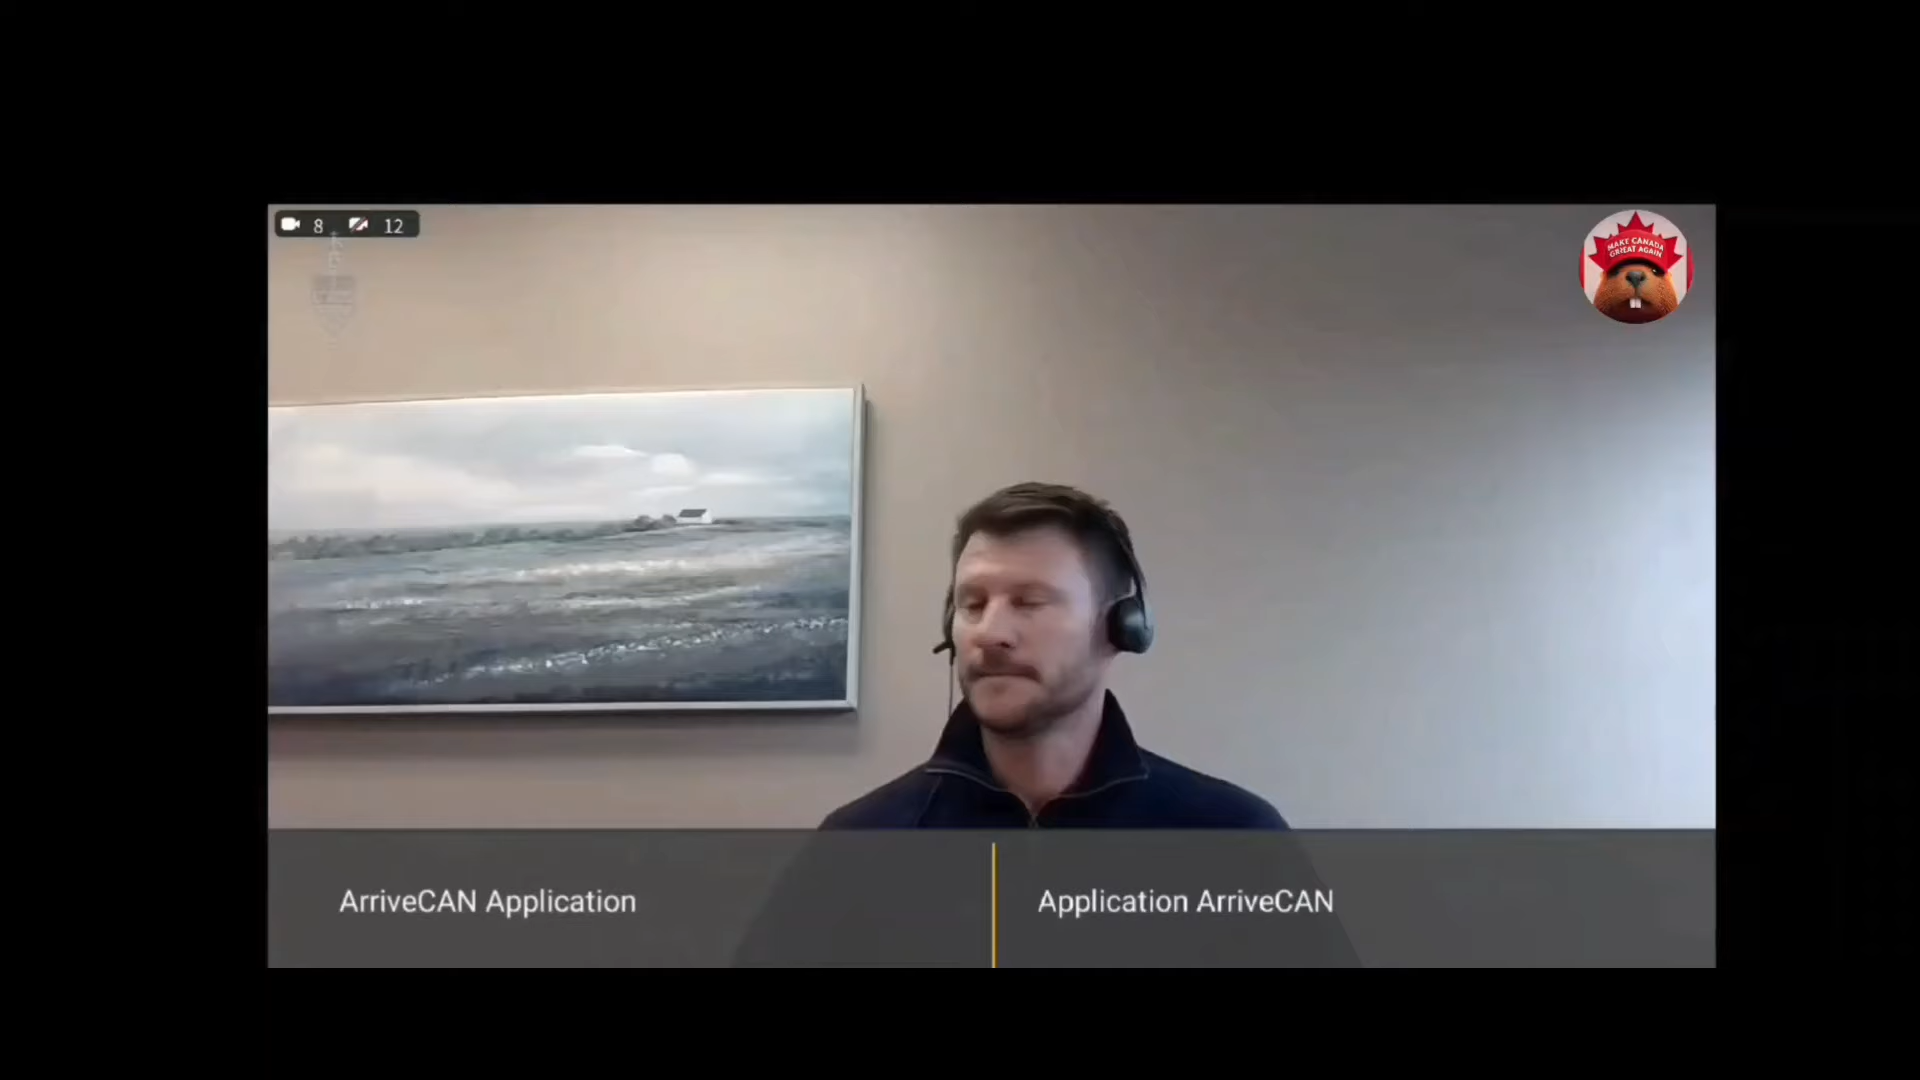 8 12
MAKE CANADA
GREAT AGAIN
ArriveCAN Application
Application ArriveCAN